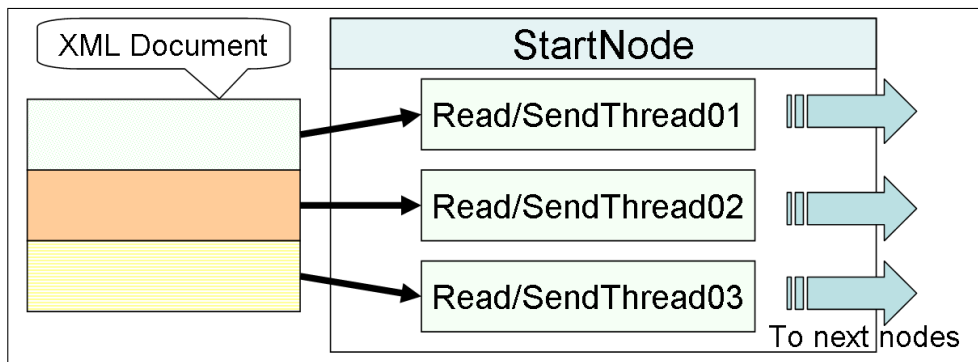 XML Document
StartNode
Read/SendThread01
Read/SendThread02
Read/SendThread03
To next nodes